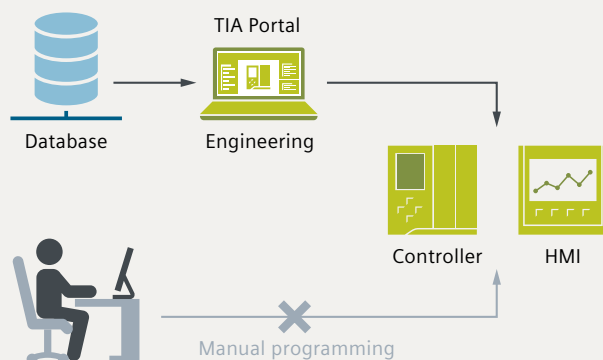 TIA Portal
Database
Engineering
Controller
HMI
Manual programming